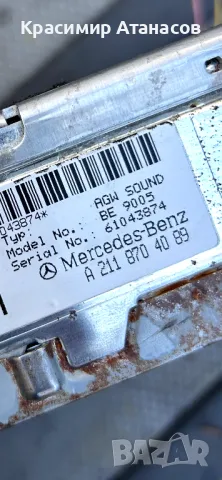 Красимир Атанасов
043874*
Typ: AGW SOUND
Model No.: BE 9005
Serial No.: 61043874
Mercedes-Benz
A 211 870 40 89
bazar